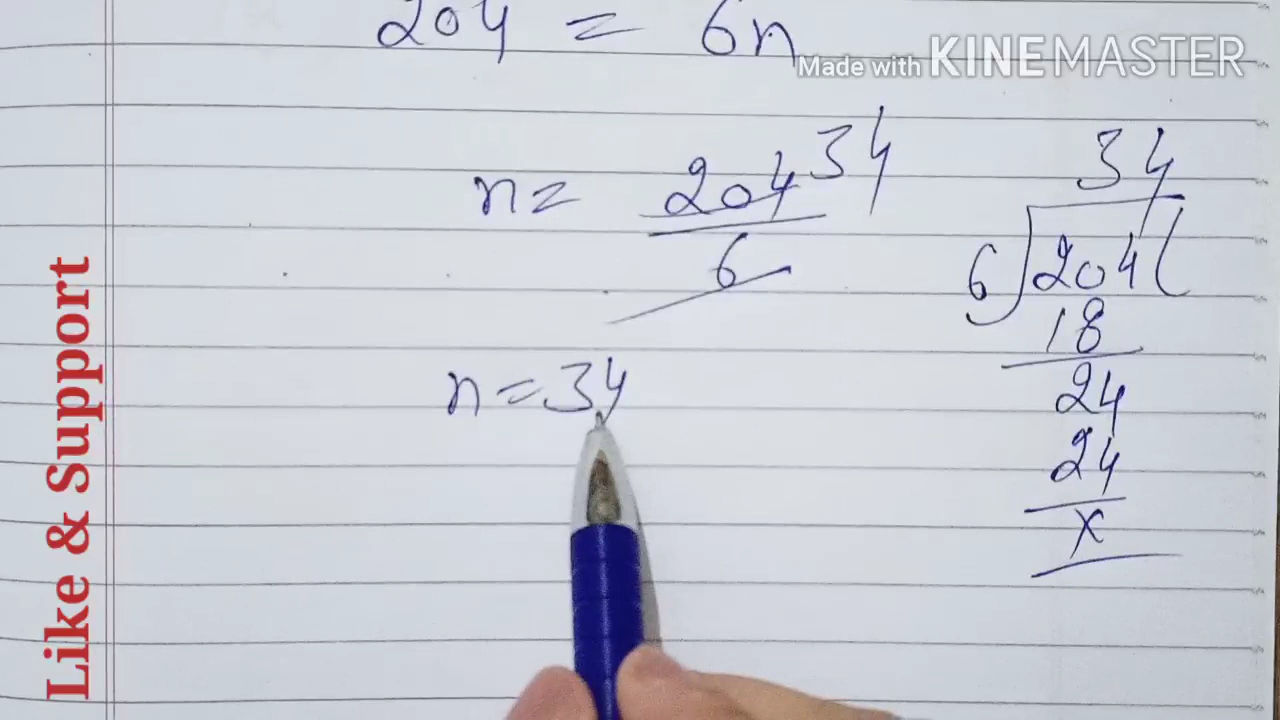 204 = 6n
Made with KINEMASTER
n = 204 34
6
n = 34
34
6 204
18
24
24
x
Like & Support